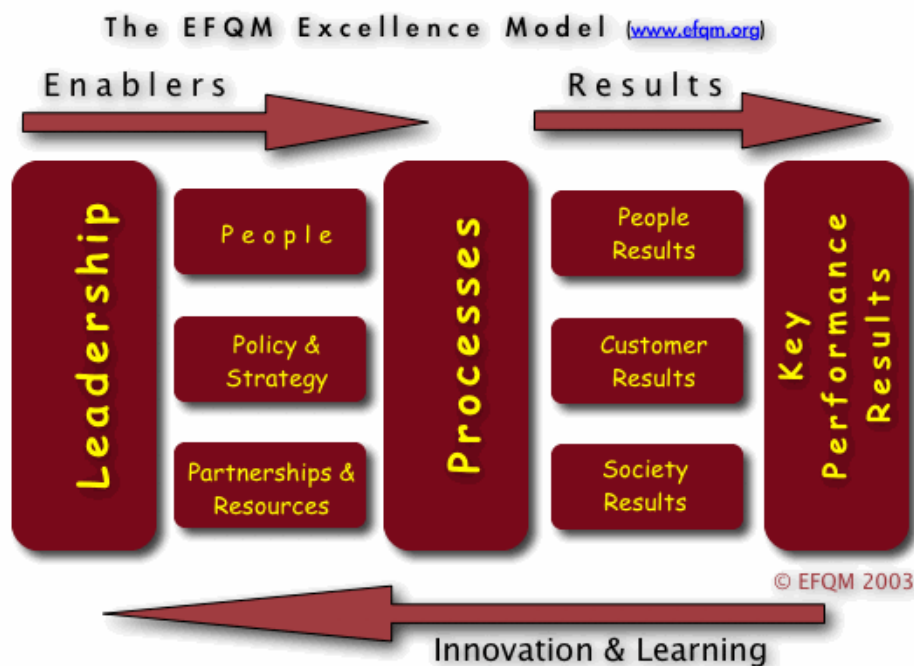 The EFQM Excellence Model (www.efqm.org)
Enablers
Results
Leadership
People
Policy &
Strategy
Partnerships &
Resources
Processes
People
Results
Customer
Results
Society
Results
Key
Performance
Results
© EFQM 2003
Innovation & Learning